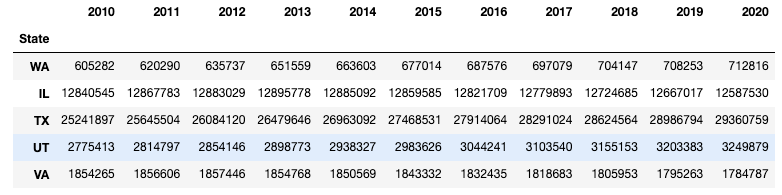 2010 2011 2012 2013 2014 2015 2016 2017 2018 2019 2020
State
WA 605282 620290 635737 651559 663603 677014 687576 697079 704147 708253 712816
IL 12840545 12867783 12883029 12895778 12885092 12859585 12821709 12779893 12724685 12667017 12587530
TX 25241897 25645504 26084120 26479646 26963092 27468531 27914064 28291024 28624564 28986794 29360759
UT 2775413 2814797 2854146 2898773 2938327 2983626 3044241 3103540 3155153 3203383 3249879
VA 1854265 1856606 1857446 1854768 1850569 1843332 1832435 1818683 1805953 1795263 1784787